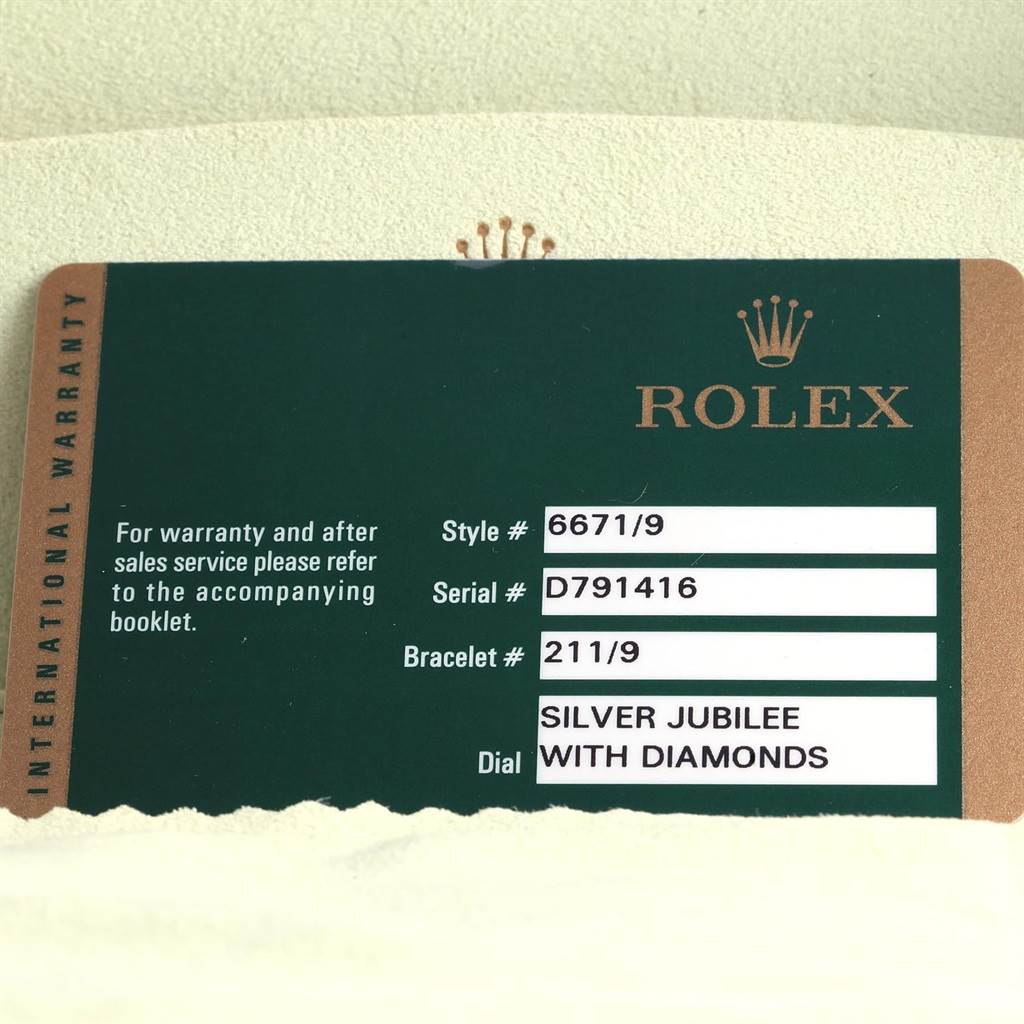 INTERNATIONAL WARRANTY
ROLEX
For warranty and after
sales service please refer
to the accompanying
booklet.
Style # 6671/9
Serial # D791416
Bracelet # 211/9
Dial SILVER JUBILEE
WITH DIAMONDS